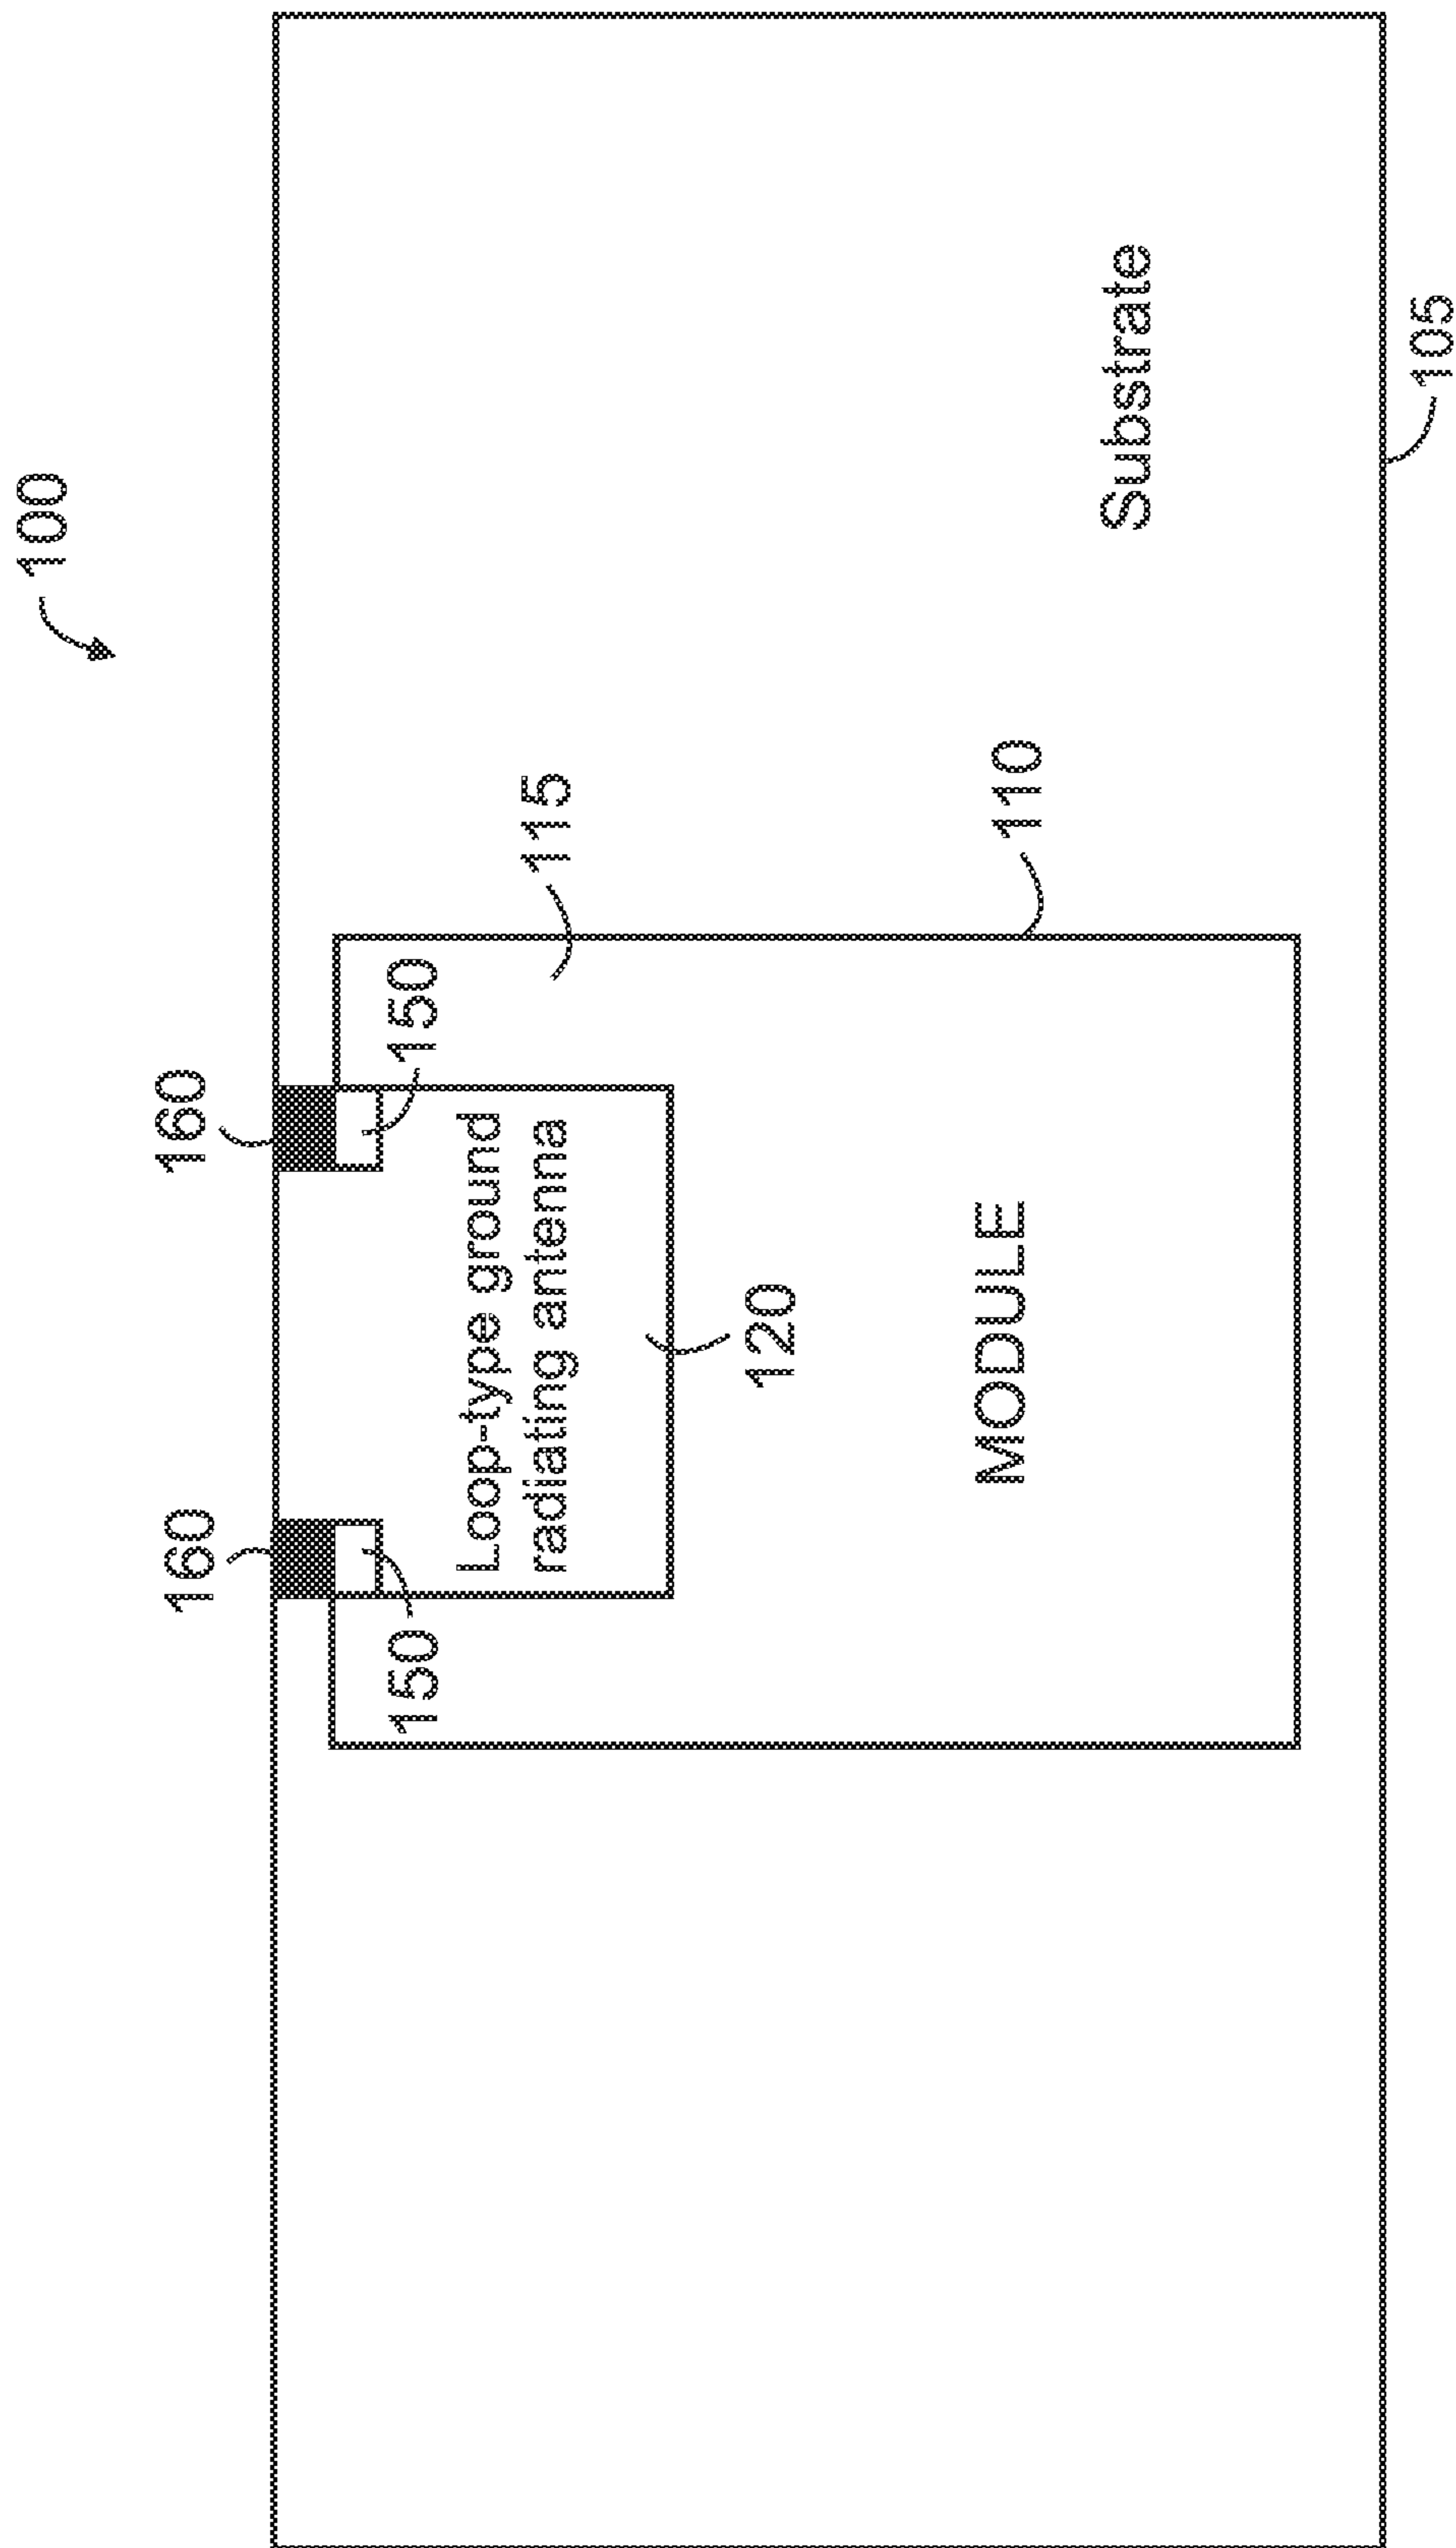 100
160
160
150
150
Loop-type ground
radiating antenna
115
120
MODULE
110
Substrate
105